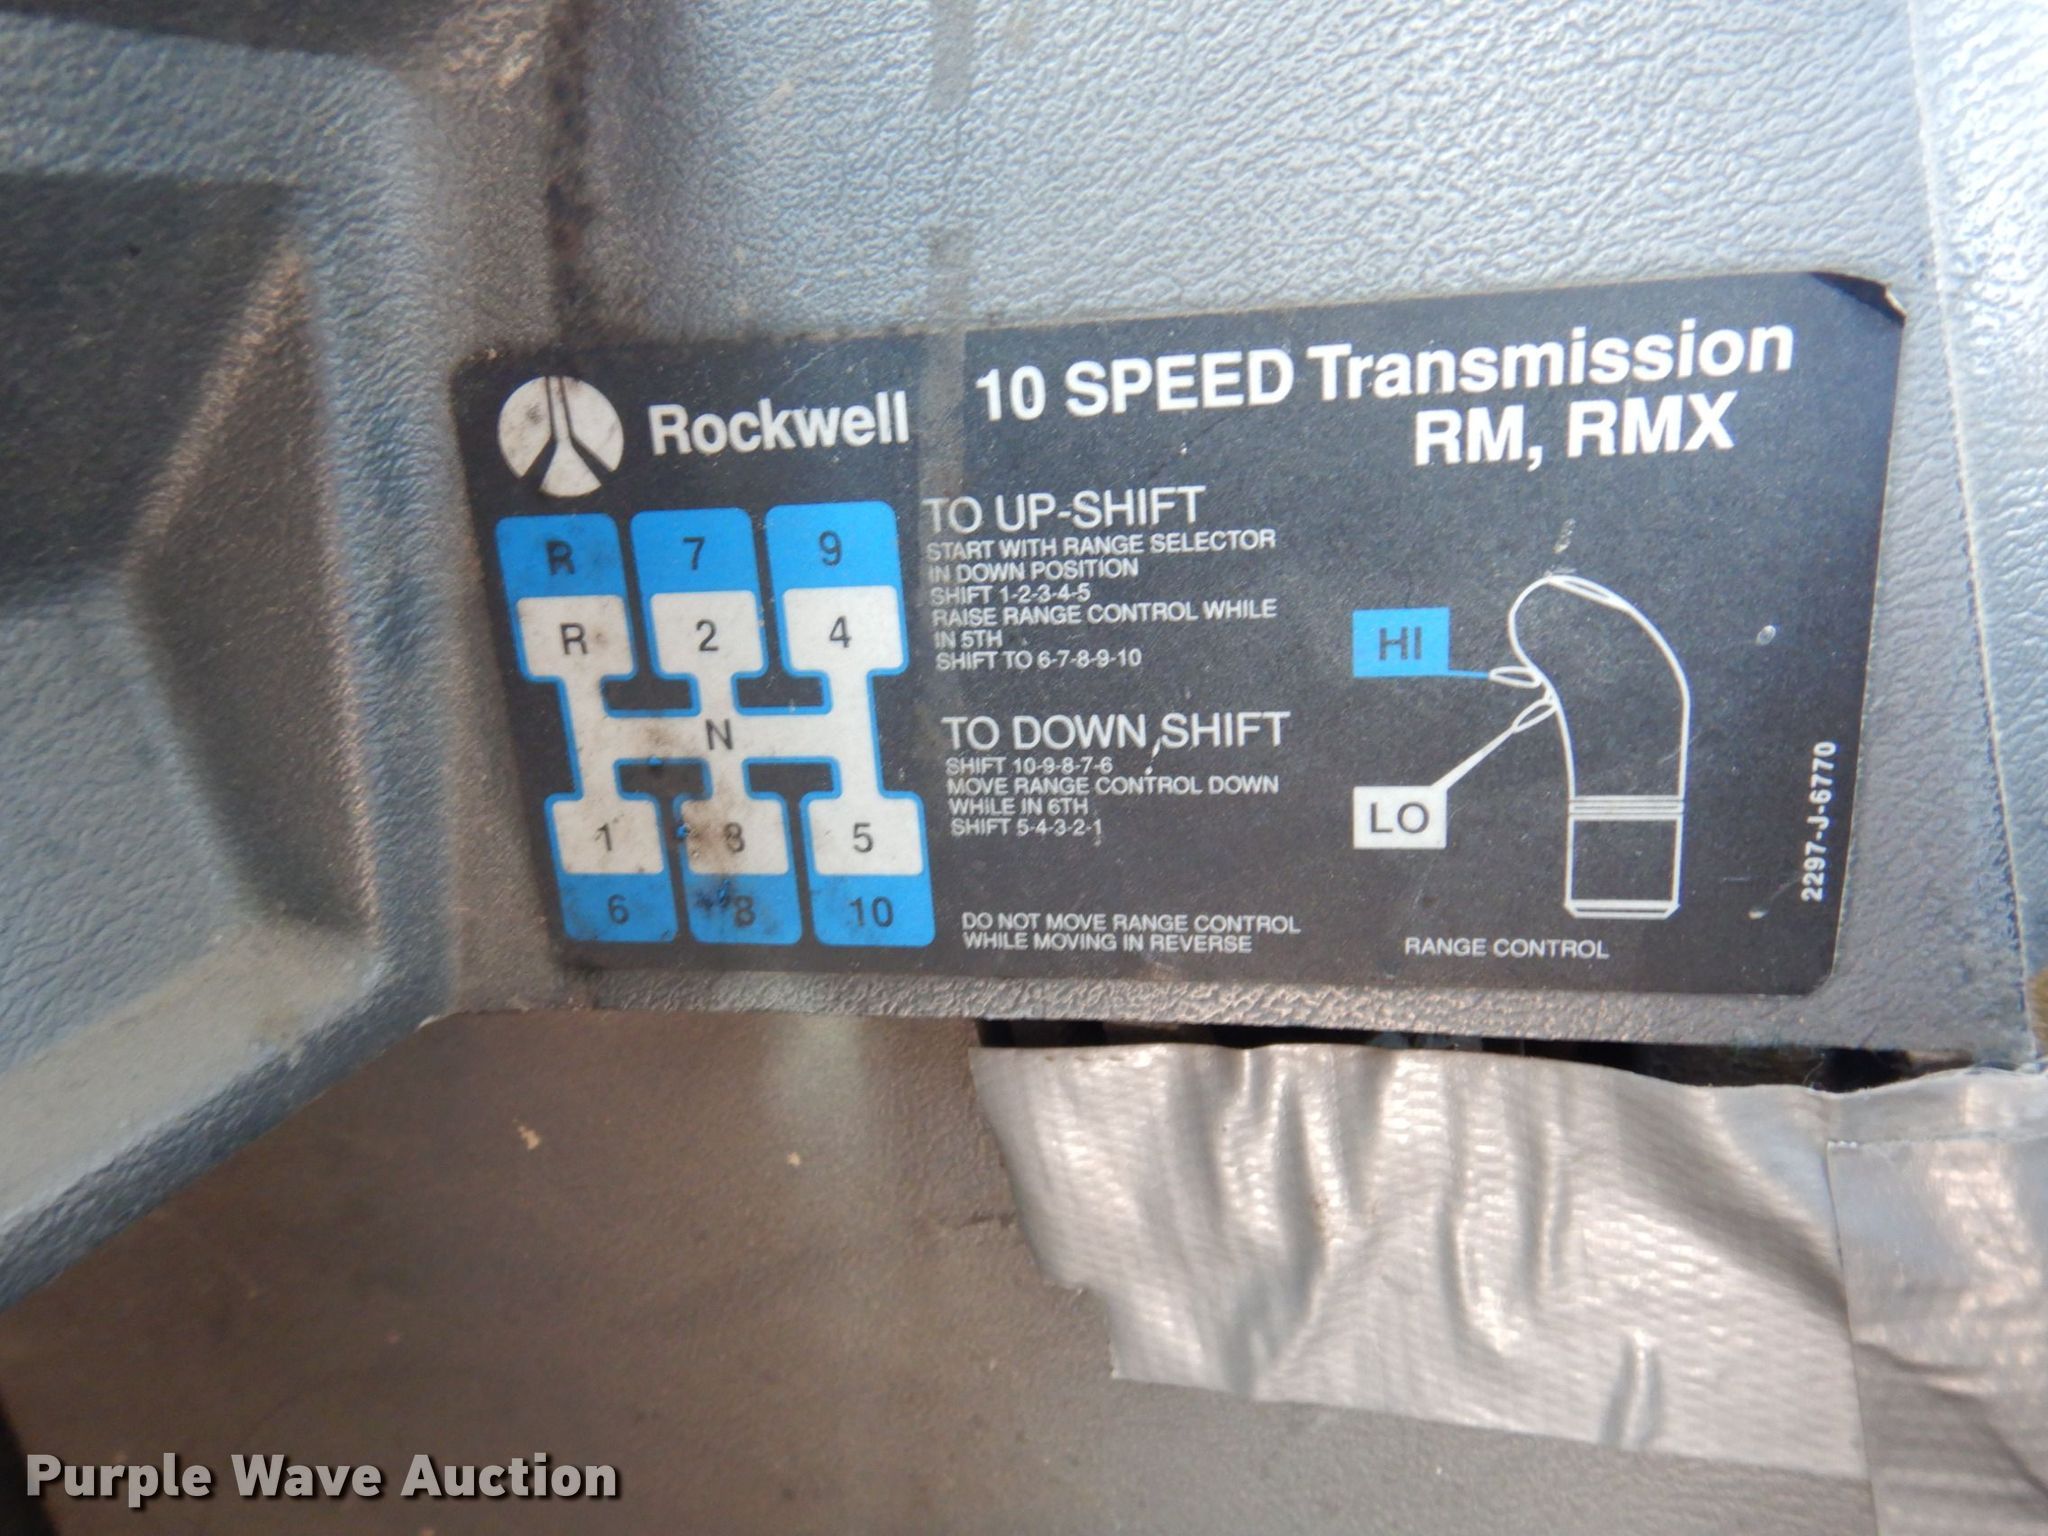 Rockwell
10 SPEED Transmission
RM, RMX
R 7 9
R 2 4
N
1 3 5
6 8 10
TO UP-SHIFT
START WITH RANGE SELECTOR
IN DOWN POSITION
SHIFT 1-2-3-4-5
RAISE RANGE CONTROL WHILE
IN 5TH
SHIFT TO 6-7-8-9-10
TO DOWN SHIFT
SHIFT 10-9-8-7-6
MOVE RANGE CONTROL DOWN
WHILE IN 6TH
SHIFT 5-4-3-2-1
DO NOT MOVE RANGE CONTROL
WHILE MOVING IN REVERSE
HI
LO
RANGE CONTROL
2297-J-6770
Purple Wave Auction